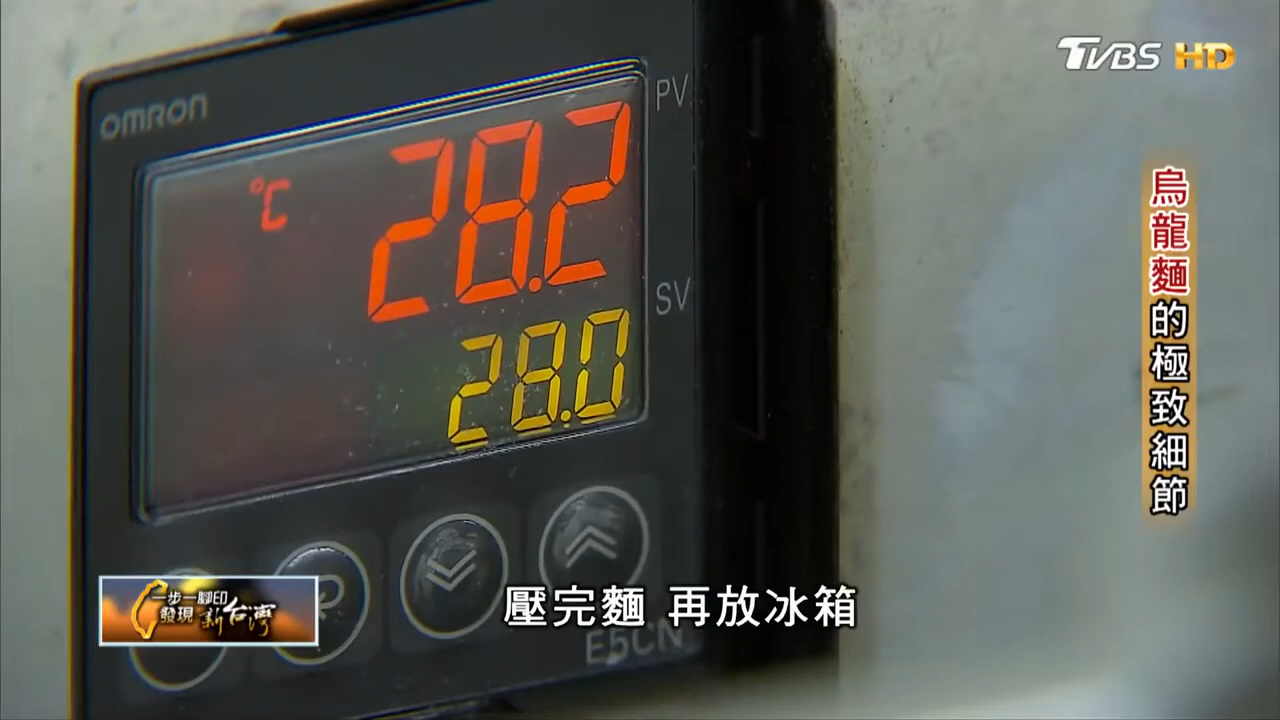 TVBS HD
OMRON
PV
℃
28.2
SV
28.0
烏龍麵的極致細節
一步一腳印
發現新台灣
壓完麵 再放冰箱
E5CN